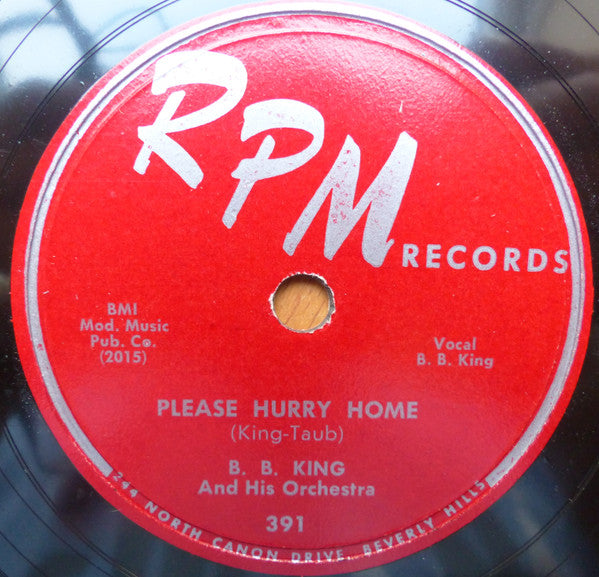 RPM
RECORDS
BMI
Mod. Music
Pub. Co.
(2015)
Vocal
B. B. King
PLEASE HURRY HOME
(King-Taub)
B. B. KING
And His Orchestra
391
244 NORTH CANON DRIVE, BEVERLY HILLS